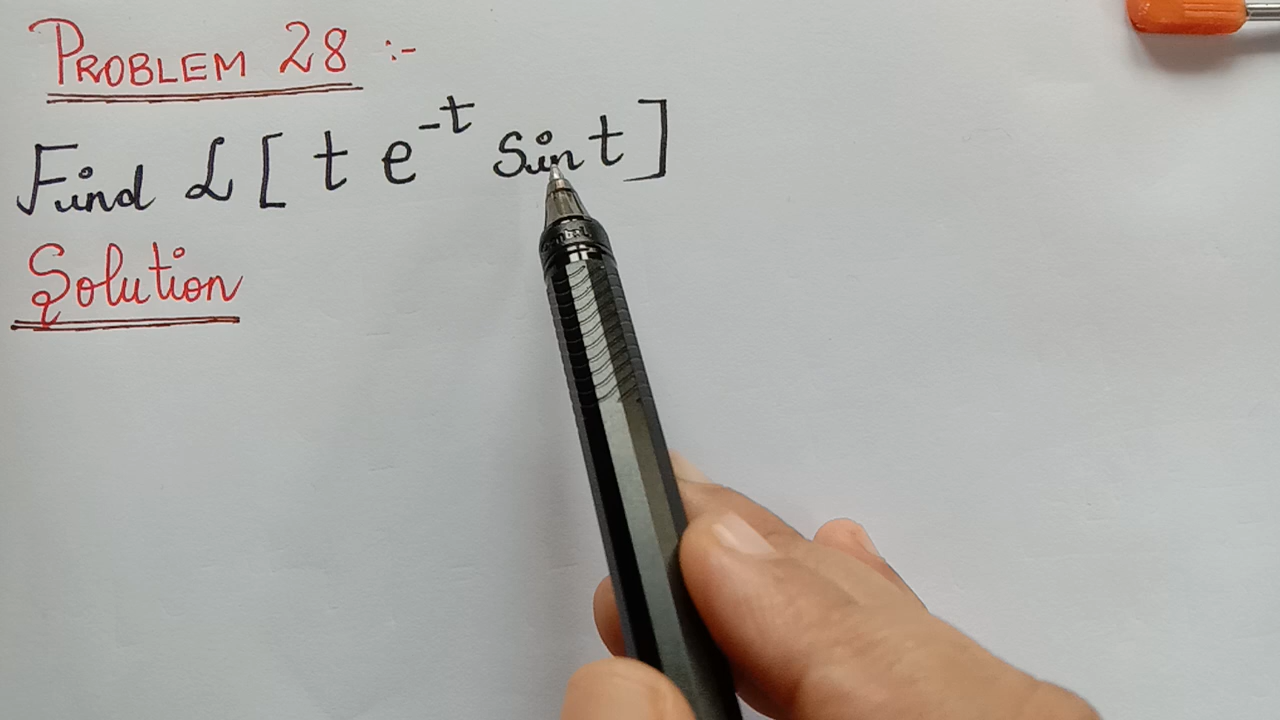 PROBLEM 28 :-
Find L [ t e^-t Sin t ]
Solution